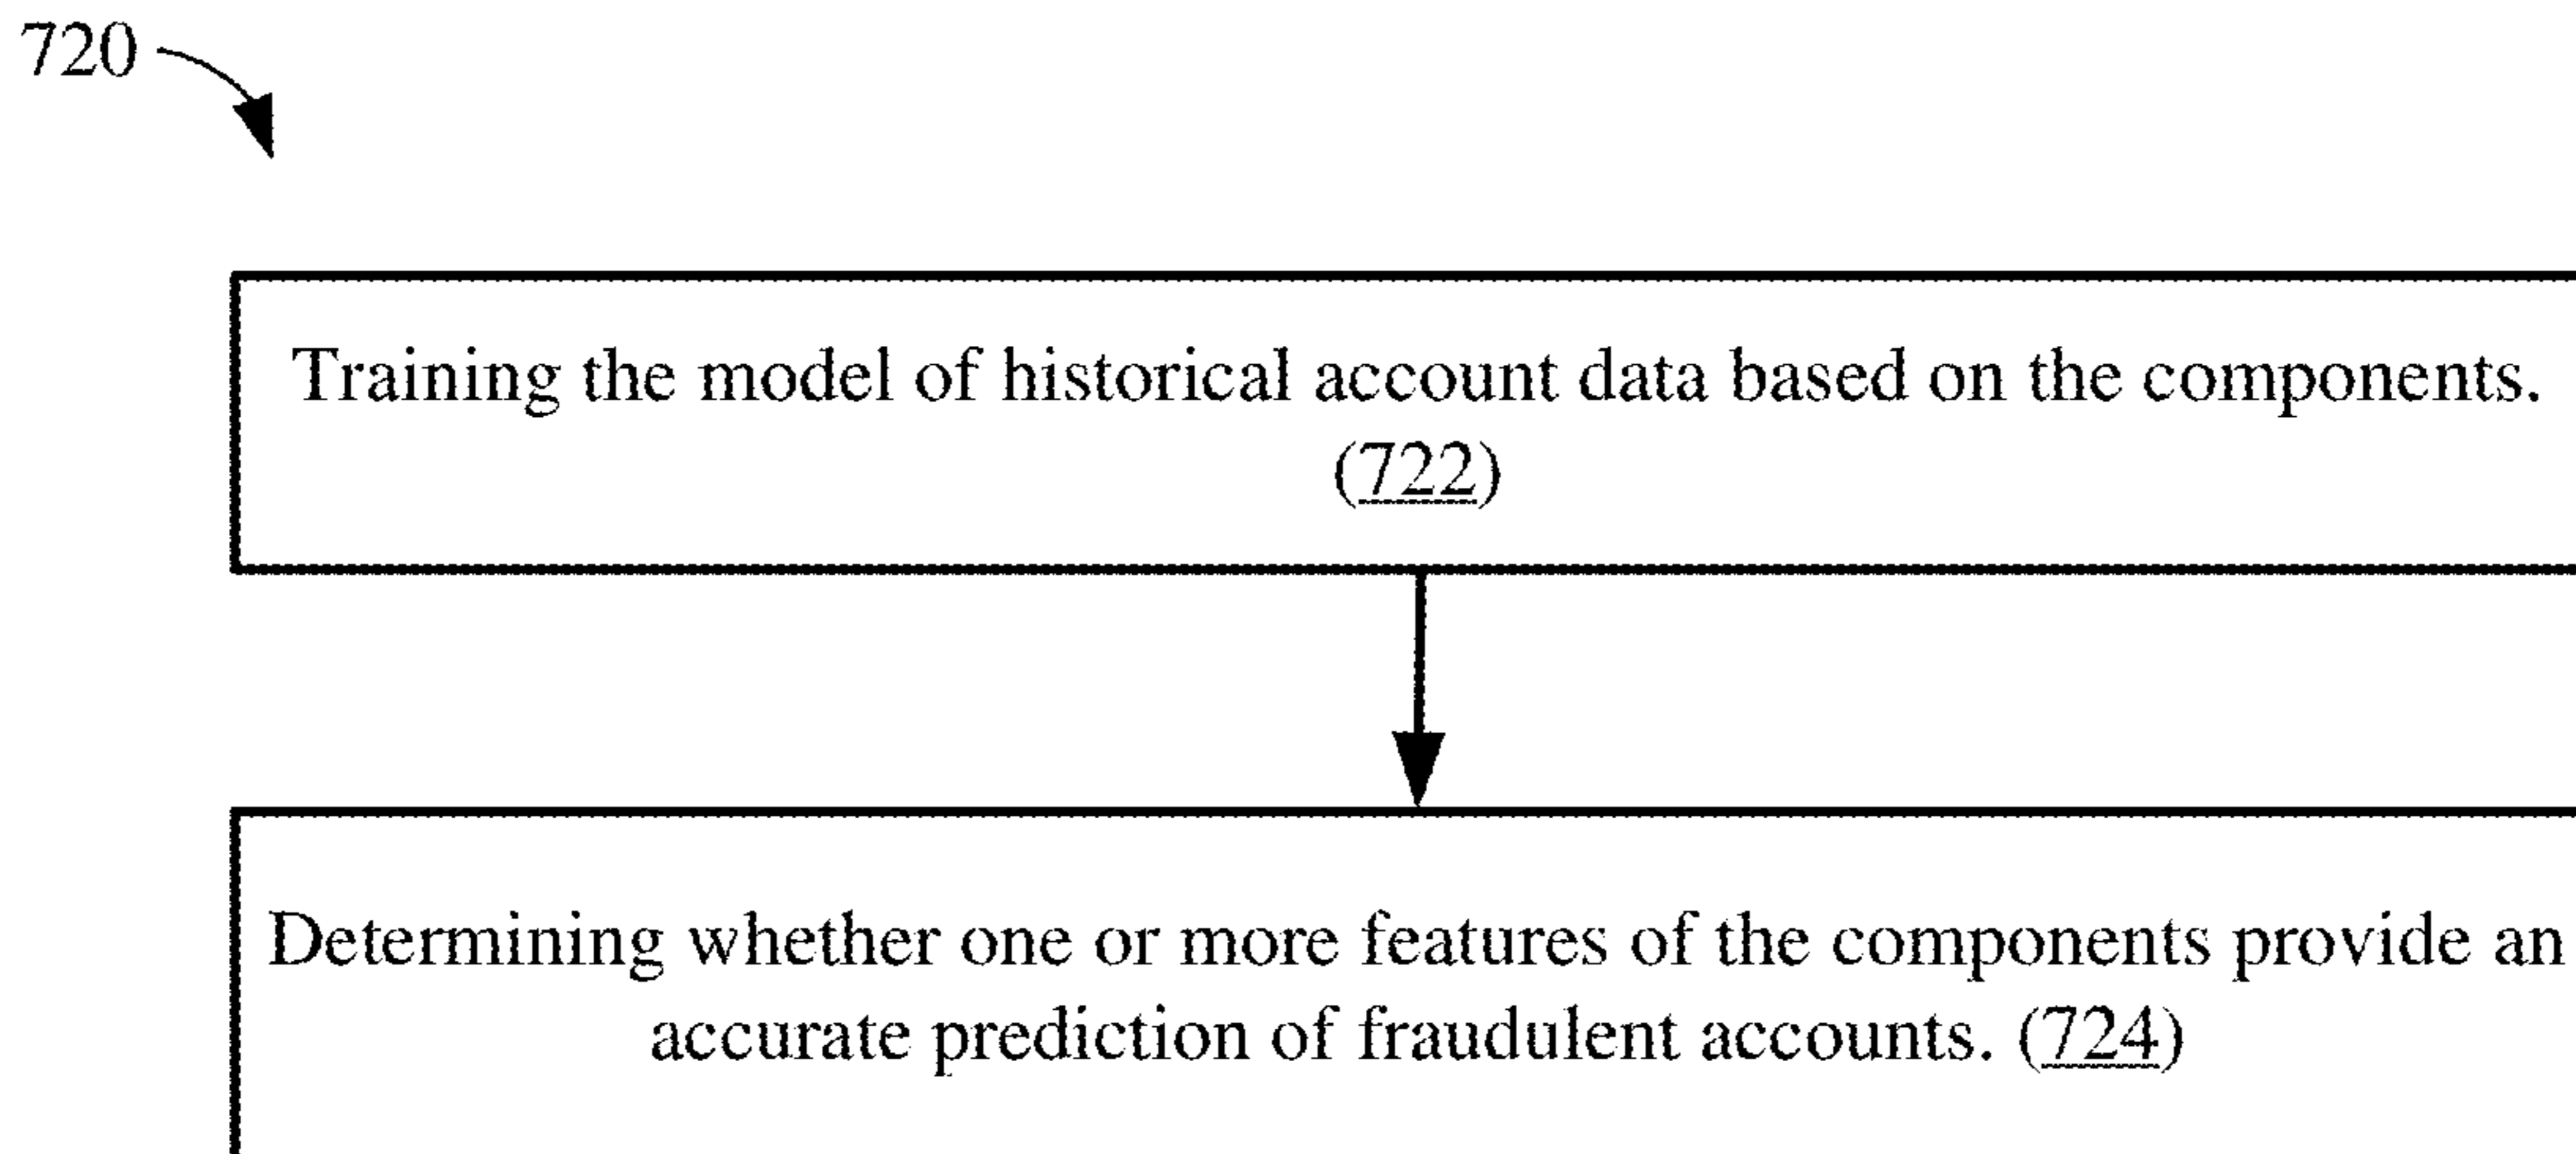 720
Training the model of historical account data based on the components.
(722)
Determining whether one or more features of the components provide an
accurate prediction of fraudulent accounts. (724)